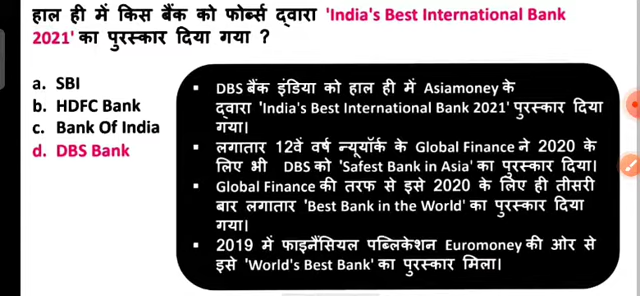 हाल ही में किस बैंक को फोर्ब्स द्वारा 'India's Best International Bank
2021' का पुरस्कार दिया गया ?
a. SBI
b. HDFC Bank
c. Bank Of India
d. DBS Bank
▪ DBS बैंक इंडिया को हाल ही में Asiamoney के
द्वारा 'India's Best International Bank 2021' पुरस्कार दिया
गया।
▪ लगातार 12वें वर्ष न्यूयॉर्क के Global Finance ने 2020 के
लिए भी DBS को 'Safest Bank in Asia' का पुरस्कार दिया।
▪ Global Finance की तरफ से इसे 2020 के लिए ही तीसरी
बार लगातार 'Best Bank in the World' का पुरस्कार दिया
गया।
▪ 2019 में फाइनैंसियल पब्लिकेशन Euromoney की ओर से
इसे 'World's Best Bank' का पुरस्कार मिला।